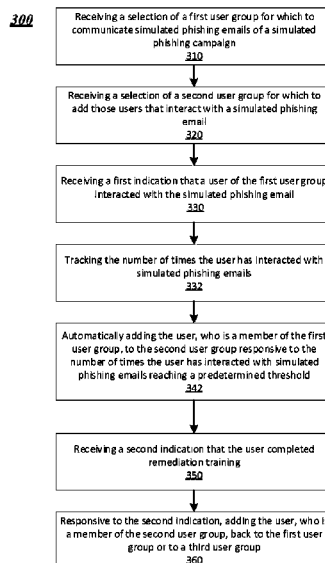 300
Receiving a selection of a first user group for which to
communicate simulated phishing emails of a simulated
phishing campaign
310
Receiving a selection of a second user group for which to
add those users that interact with a simulated phishing
email
320
Receiving a first indication that a user of the first user group
interacted with the simulated phishing email
330
Tracking the number of times the user has interacted with
simulated phishing emails
332
Automatically adding the user, who is a member of the first
user group, to the second user group responsive to the
number of times the user has interacted with simulated
phishing emails reaching a predetermined threshold
342
Receiving a second indication that the user completed
remediation training
350
Responsive to the second indication, adding the user, who is
a member of the second user group, back to the first user
group or to a third user group
360